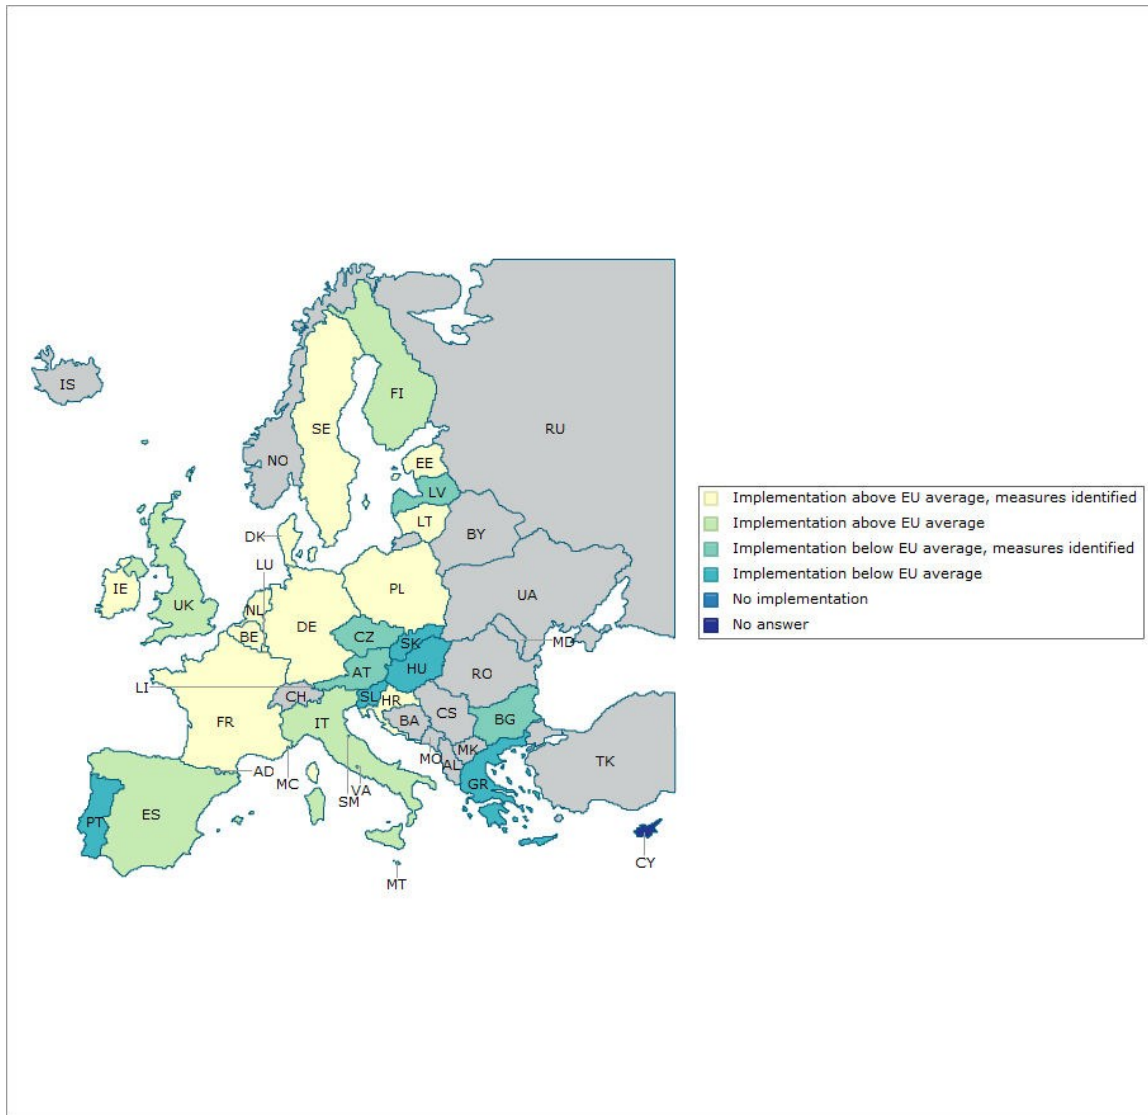 IS
FI
SE
RU
NO
EE
LV
LT
DK
BY
LU
IE
PL
NL
UA
UK
DE
BE
CZ
SK
MD
HU
AT
RO
LI
CH
SL
HR
CS
BA
BG
FR
IT
MO
MK
AL
TK
AD
MC
VA
GR
SM
ES
PT
CY
MT
Implementation above EU average, measures identified
Implementation above EU average
Implementation below EU average, measures identified
Implementation below EU average
No implementation
No answer